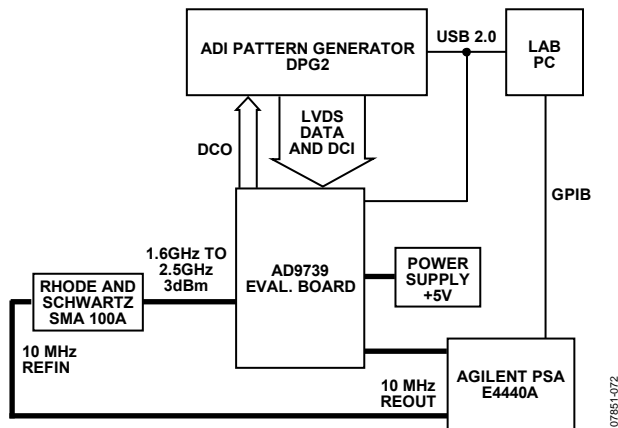 ADI PATTERN GENERATOR
DPG2
USB 2.0
LAB
PC
LVDS
DATA
AND DCI
DCO
GPIB
1.6GHz TO
2.5GHz
3dBm
AD9739
EVAL. BOARD
POWER
SUPPLY
+5V
RHODE AND
SCHWARTZ
SMA 100A
10 MHz
REFIN
10 MHz
REOUT
AGILENT PSA
E4440A
07851-072